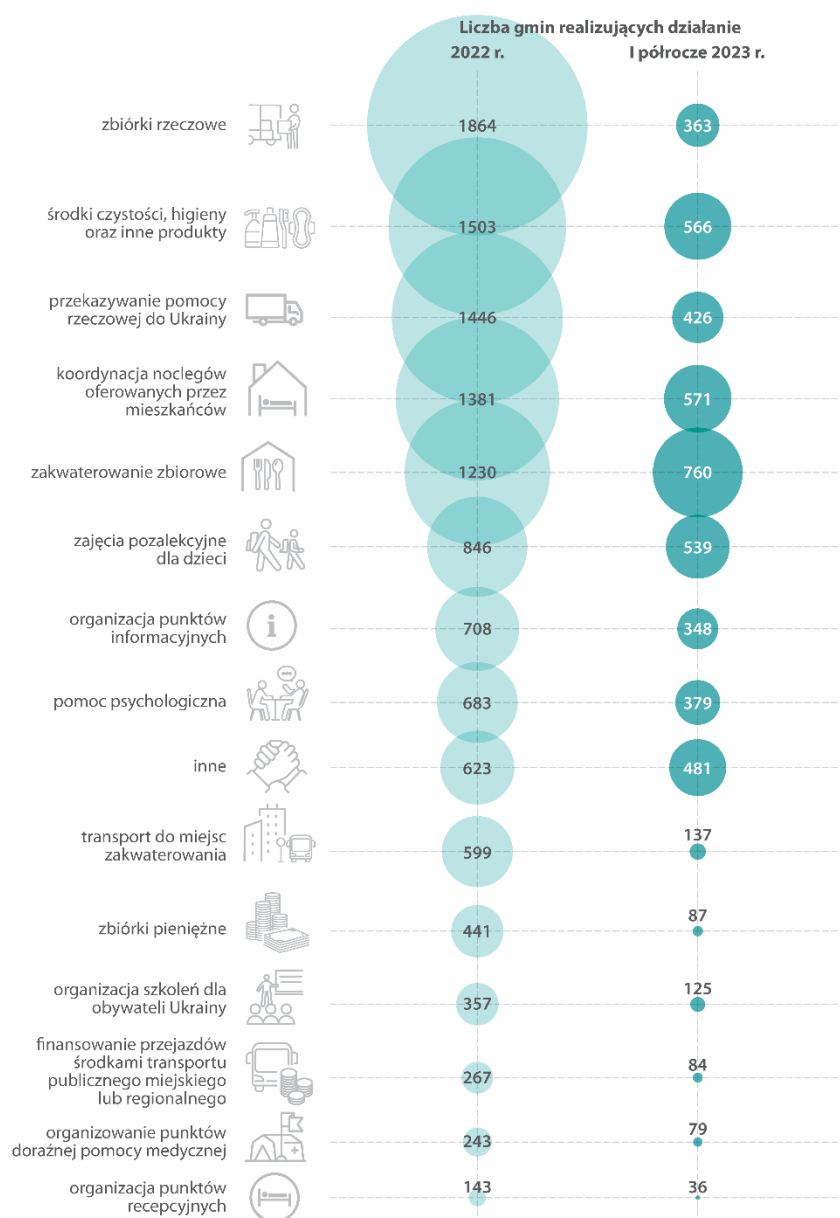 Liczba gmin realizujących działanie
2022 r. I półrocze 2023 r.
zbiórki rzeczowe 1864 363
środki czystości, higieny
oraz inne produkty 1503 566
przekazywanie pomocy
rzeczowej do Ukrainy 1446 426
koordynacja noclegów
oferowanych przez
mieszkańców 1381 571
zakwaterowanie zbiorowe 1230 760
zajęcia pozalekcyjne
dla dzieci 846 539
organizacja punktów
informacyjnych 708 348
pomoc psychologiczna 683 379
inne 623 481
transport do miejsc
zakwaterowania 599 137
zbiórki pieniężne 441 87
organizacja szkoleń dla
obywateli Ukrainy 357 125
finansowanie przejazdów
środkami transportu
publicznego miejskiego
lub regionalnego 267 84
organizowanie punktów
doraźnej pomocy medycznej 243 79
organizacja punktów
recepcyjnych 143 36